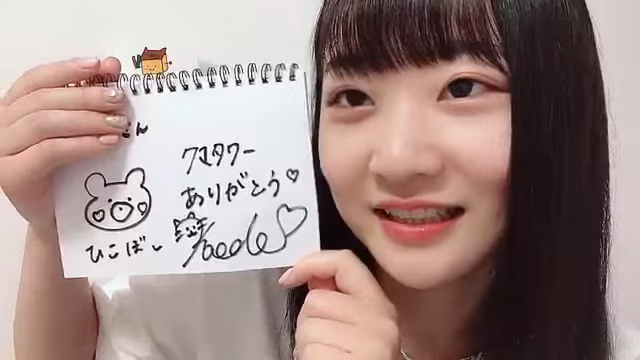 さん
クマタワー
ありがとう♡
ひこぼし